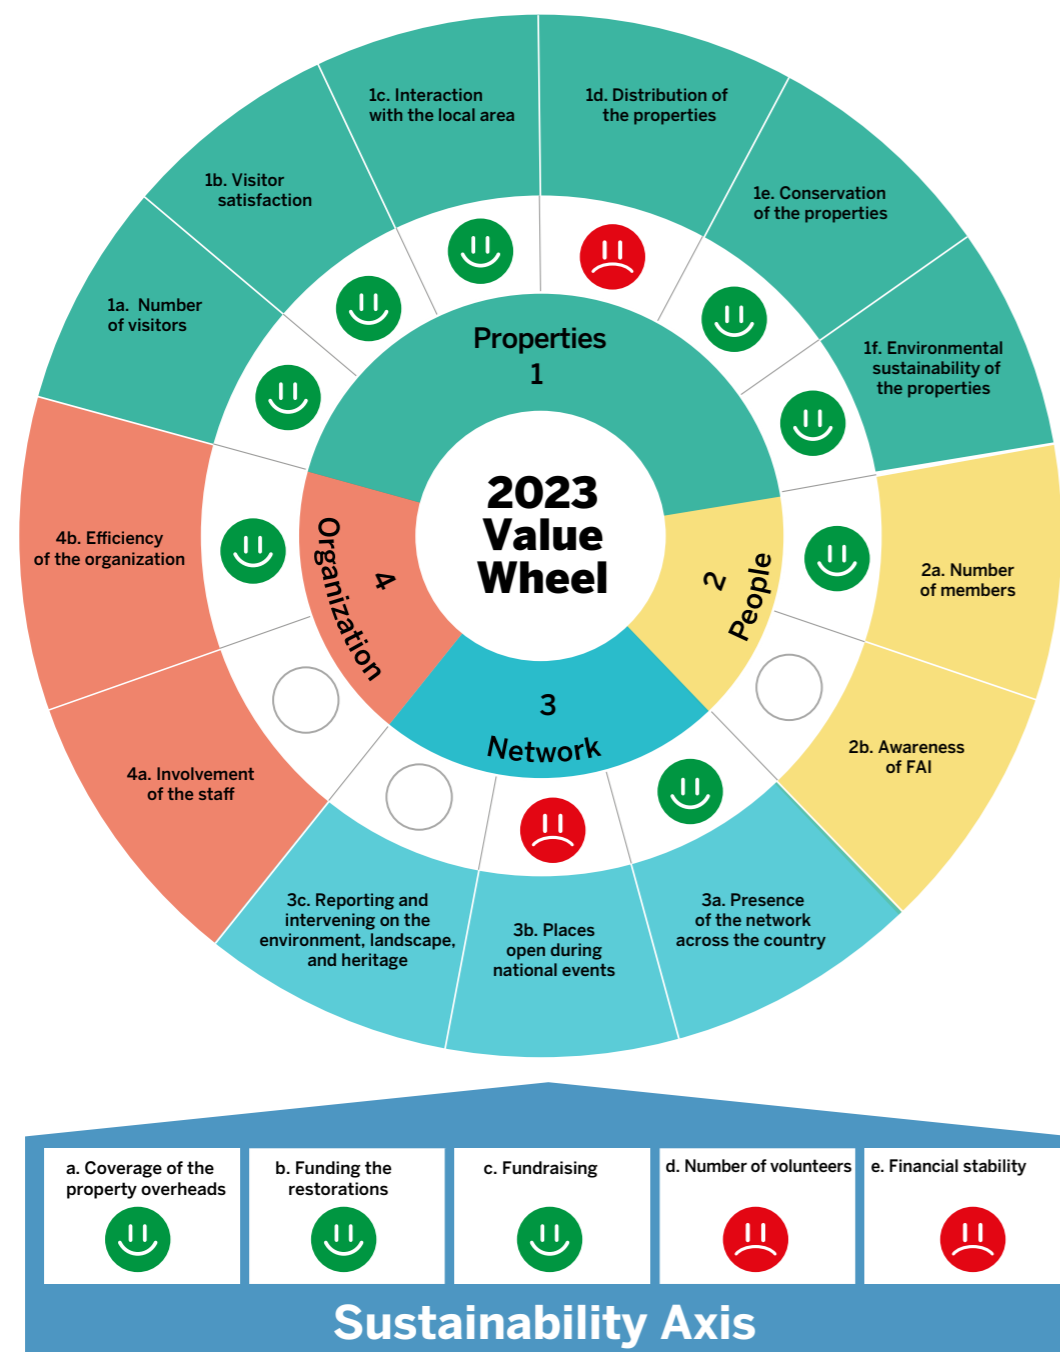 1c. Interaction
with the local area
1d. Distribution of
the properties
1b. Visitor
satisfaction
1e. Conservation
of the properties
1a. Number
of visitors
1f. Environmental
sustainability of
the properties
Properties
1
2023
Value
Wheel
4b. Efficiency
of the organization
4
Organization
2
People
2a. Number
of members
3
Network
2b. Awareness
of FAI
4a. Involvement
of the staff
3c. Reporting and
intervening on the
environment, landscape,
and heritage
3b. Places
open during
national events
3a. Presence
of the network
across the country
a. Coverage of the
property overheads
b. Funding the
restorations
c. Fundraising
d. Number of volunteers
e. Financial stability
Sustainability Axis